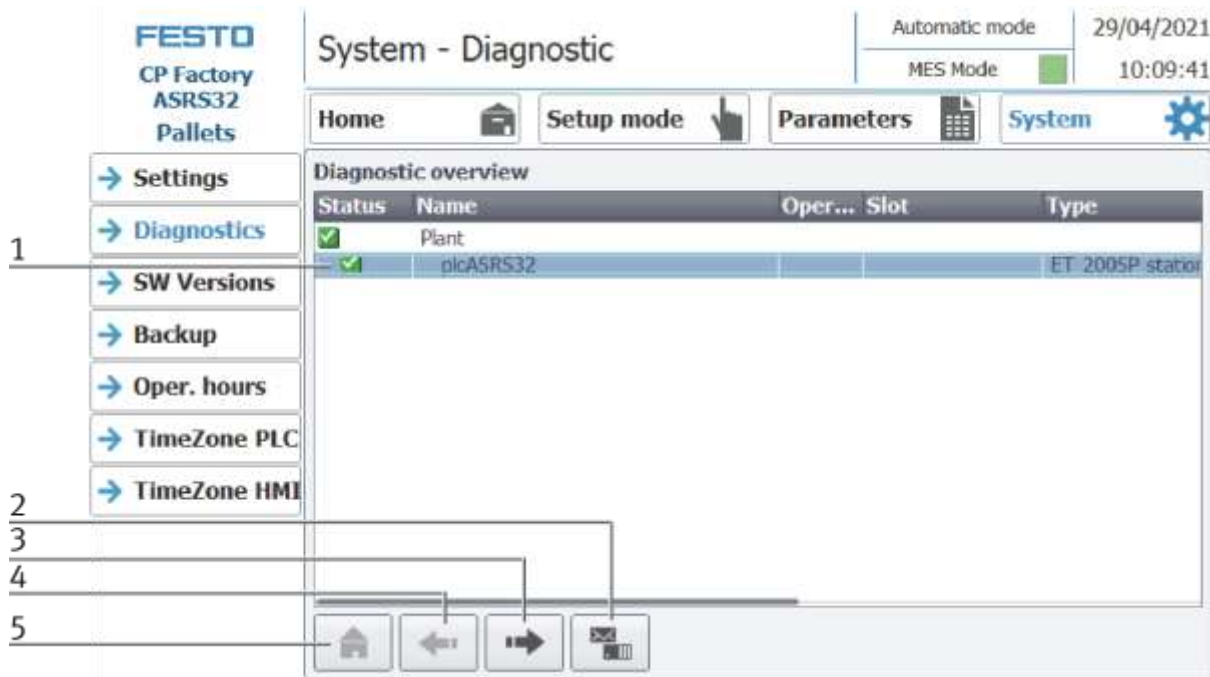 FESTO
CP Factory
ASRS32
Pallets
System - Diagnostic
Automatic mode
MES Mode
29/04/2021
10:09:41
Home
Setup mode
Parameters
System
Settings
Diagnostics
SW Versions
Backup
Oper. hours
TimeZone PLC
TimeZone HMI
Diagnostic overview
Status Name Oper... Slot Type
Plant
plcASRS32 ET 200SP station
1
2
3
4
5